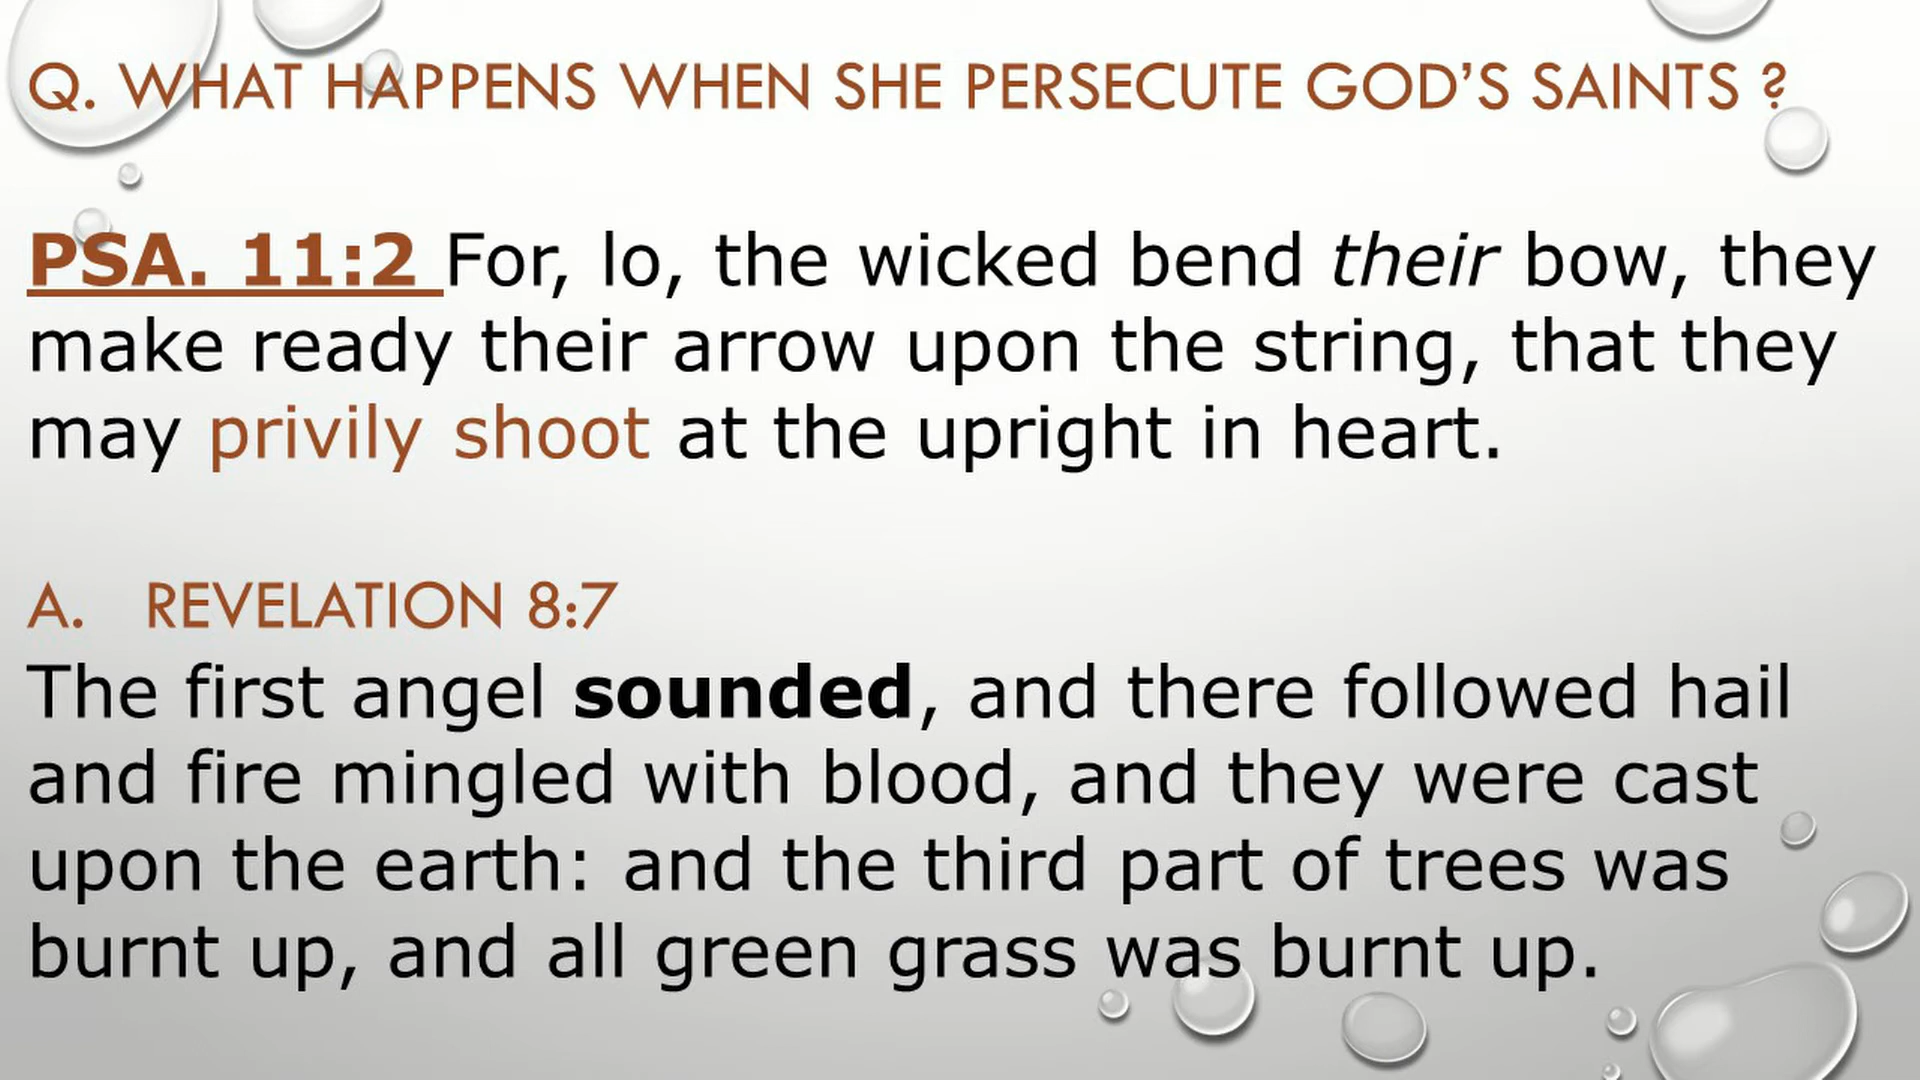 Q. WHAT HAPPENS WHEN SHE PERSECUTE GOD’S SAINTS ?
PSA. 11:2 For, lo, the wicked bend their bow, they
make ready their arrow upon the string, that they
may privily shoot at the upright in heart.
A. REVELATION 8:7
The first angel sounded, and there followed hail
and fire mingled with blood, and they were cast
upon the earth: and the third part of trees was
burnt up, and all green grass was burnt up.